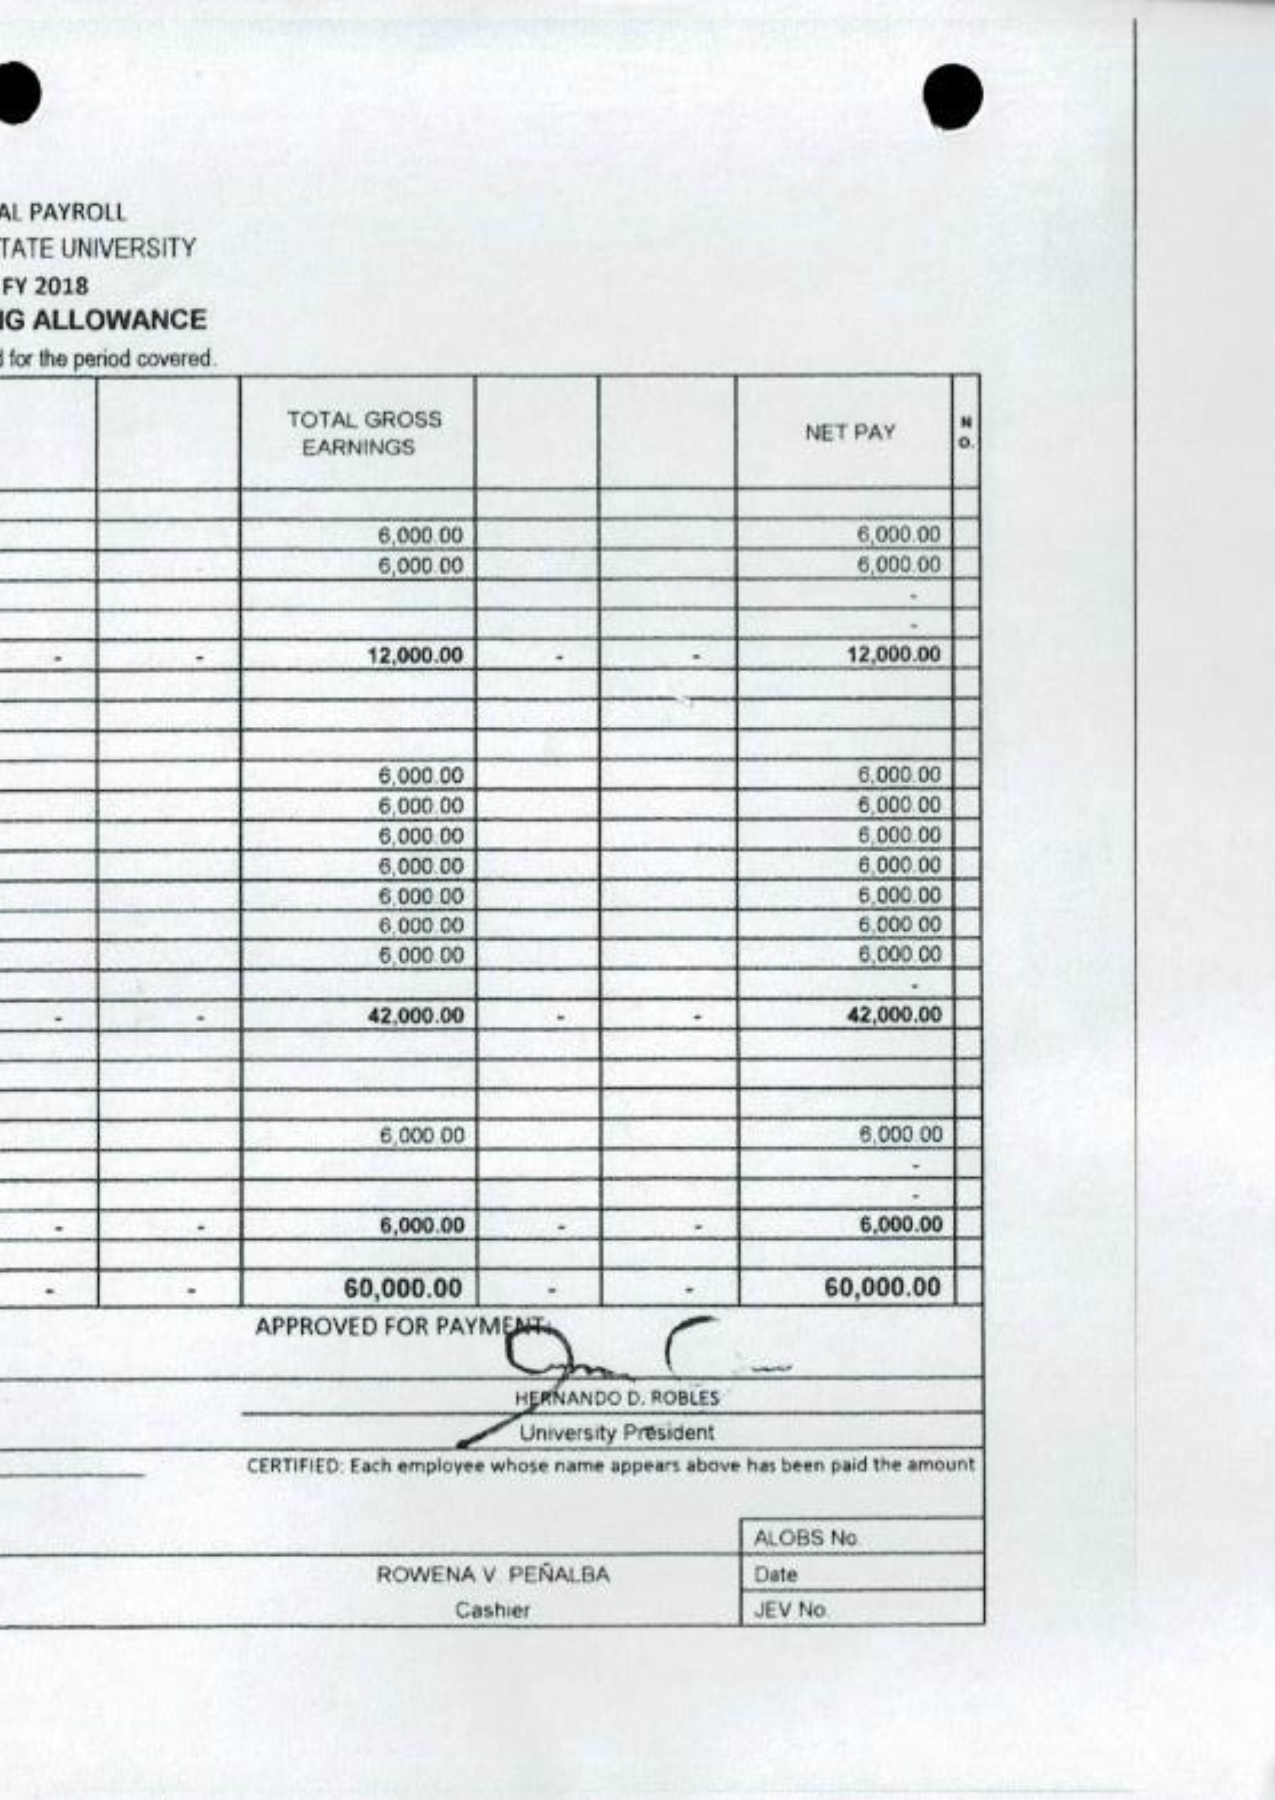 AL PAYROLL
TATE UNIVERSITY
FY 2018
IG ALLOWANCE
for the period covered.
TOTAL GROSS EARNINGS NET PAY NO.
6,000.00 6,000.00
6,000.00 6,000.00
-
-
- - 12,000.00 - - 12,000.00
6,000.00 6,000.00
6,000.00 6,000.00
6,000.00 6,000.00
6,000.00 6,000.00
6,000.00 6,000.00
6,000.00 6,000.00
6,000.00 6,000.00
-
- - 42,000.00 - - 42,000.00
6,000.00 6,000.00
-
-
- - 6,000.00 - - 6,000.00
- - 60,000.00 - - 60,000.00
APPROVED FOR PAYMENT:
HERNANDO D. ROBLES
University President
CERTIFIED: Each employee whose name appears above has been paid the amount
ALOBS No.
ROWENA V. PEÑALBA Date
Cashier JEV No.